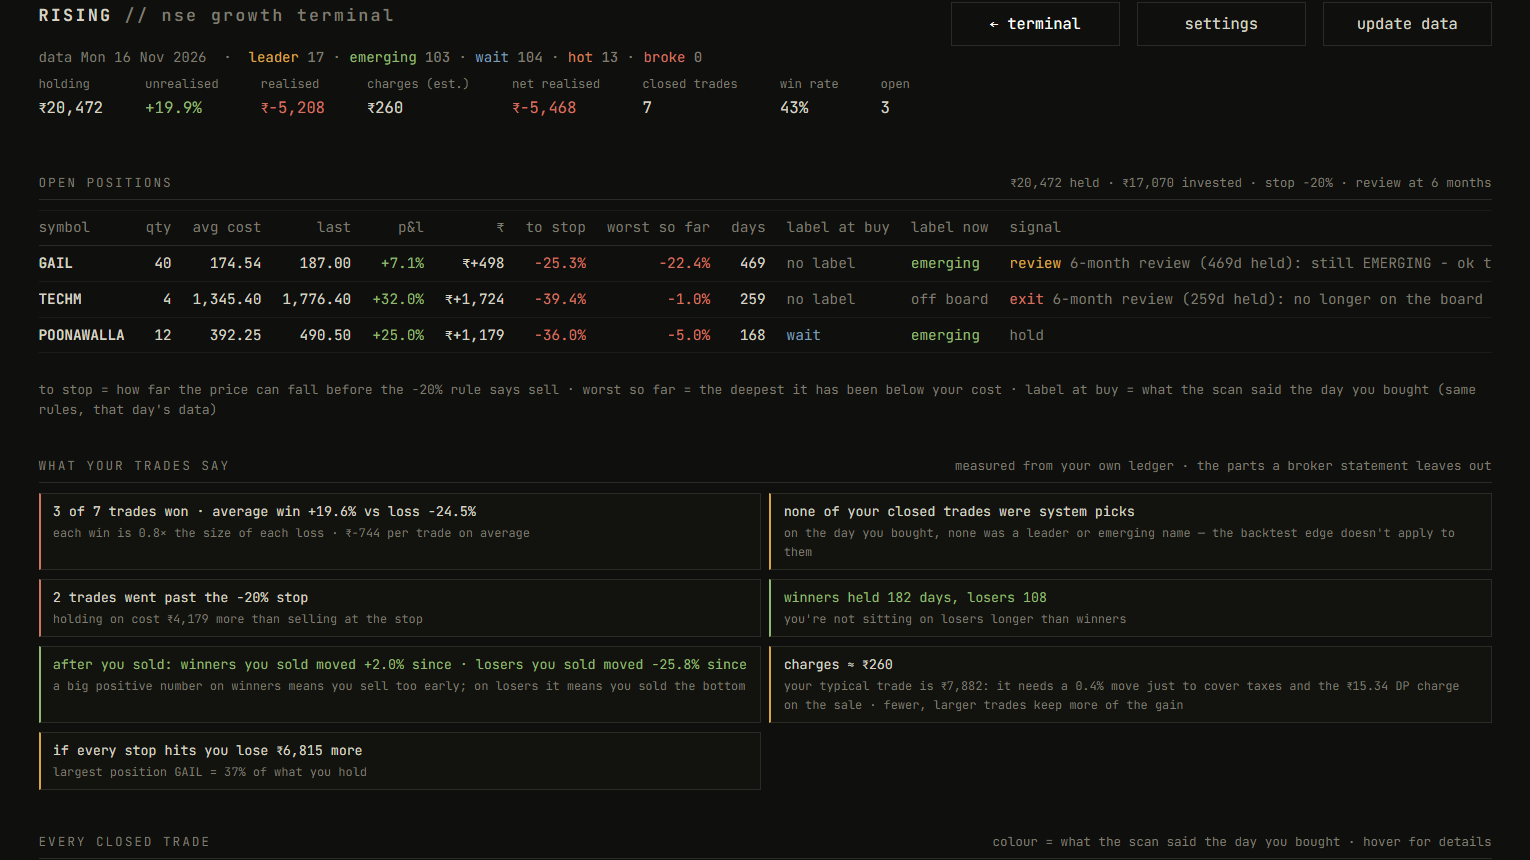 RISING // nse growth terminal
← terminal
settings
update data
data Mon 16 Nov 2026 · leader 17 · emerging 103 · wait 104 · hot 13 · broke 0
holding unrealised realised charges (est.) net realised closed trades win rate open
₹20,472 +19.9% ₹-5,208 ₹260 ₹-5,468 7 43% 3
OPEN POSITIONS
₹20,472 held · ₹17,070 invested · stop -20% · review at 6 months
symbol qty avg cost last p&l ₹ to stop worst so far days label at buy label now signal
GAIL 40 174.54 187.00 +7.1% ₹+498 -25.3% -22.4% 469 no label emerging review 6-month review (469d held): still EMERGING - ok t
TECHM 4 1,345.40 1,776.40 +32.0% ₹+1,724 -39.4% -1.0% 259 no label off board exit 6-month review (259d held): no longer on the board
POONAWALLA 12 392.25 490.50 +25.0% ₹+1,179 -36.0% -5.0% 168 wait emerging hold
to stop = how far the price can fall before the -20% rule says sell · worst so far = the deepest it has been below your cost · label at buy = what the scan said the day you bought (same
rules, that day's data)
WHAT YOUR TRADES SAY
measured from your own ledger · the parts a broker statement leaves out
3 of 7 trades won · average win +19.6% vs loss -24.5%
each win is 0.8× the size of each loss · ₹-744 per trade on average
none of your closed trades were system picks
on the day you bought, none was a leader or emerging name — the backtest edge doesn't apply to
them
2 trades went past the -20% stop
holding on cost ₹4,179 more than selling at the stop
winners held 182 days, losers 108
you're not sitting on losers longer than winners
after you sold: winners you sold moved +2.0% since · losers you sold moved -25.8% since
a big positive number on winners means you sell too early; on losers it means you sold the bottom
charges ≈ ₹260
your typical trade is ₹7,882: it needs a 0.4% move just to cover taxes and the ₹15.34 DP charge
on the sale · fewer, larger trades keep more of the gain
if every stop hits you lose ₹6,815 more
largest position GAIL = 37% of what you hold
EVERY CLOSED TRADE
colour = what the scan said the day you bought · hover for details